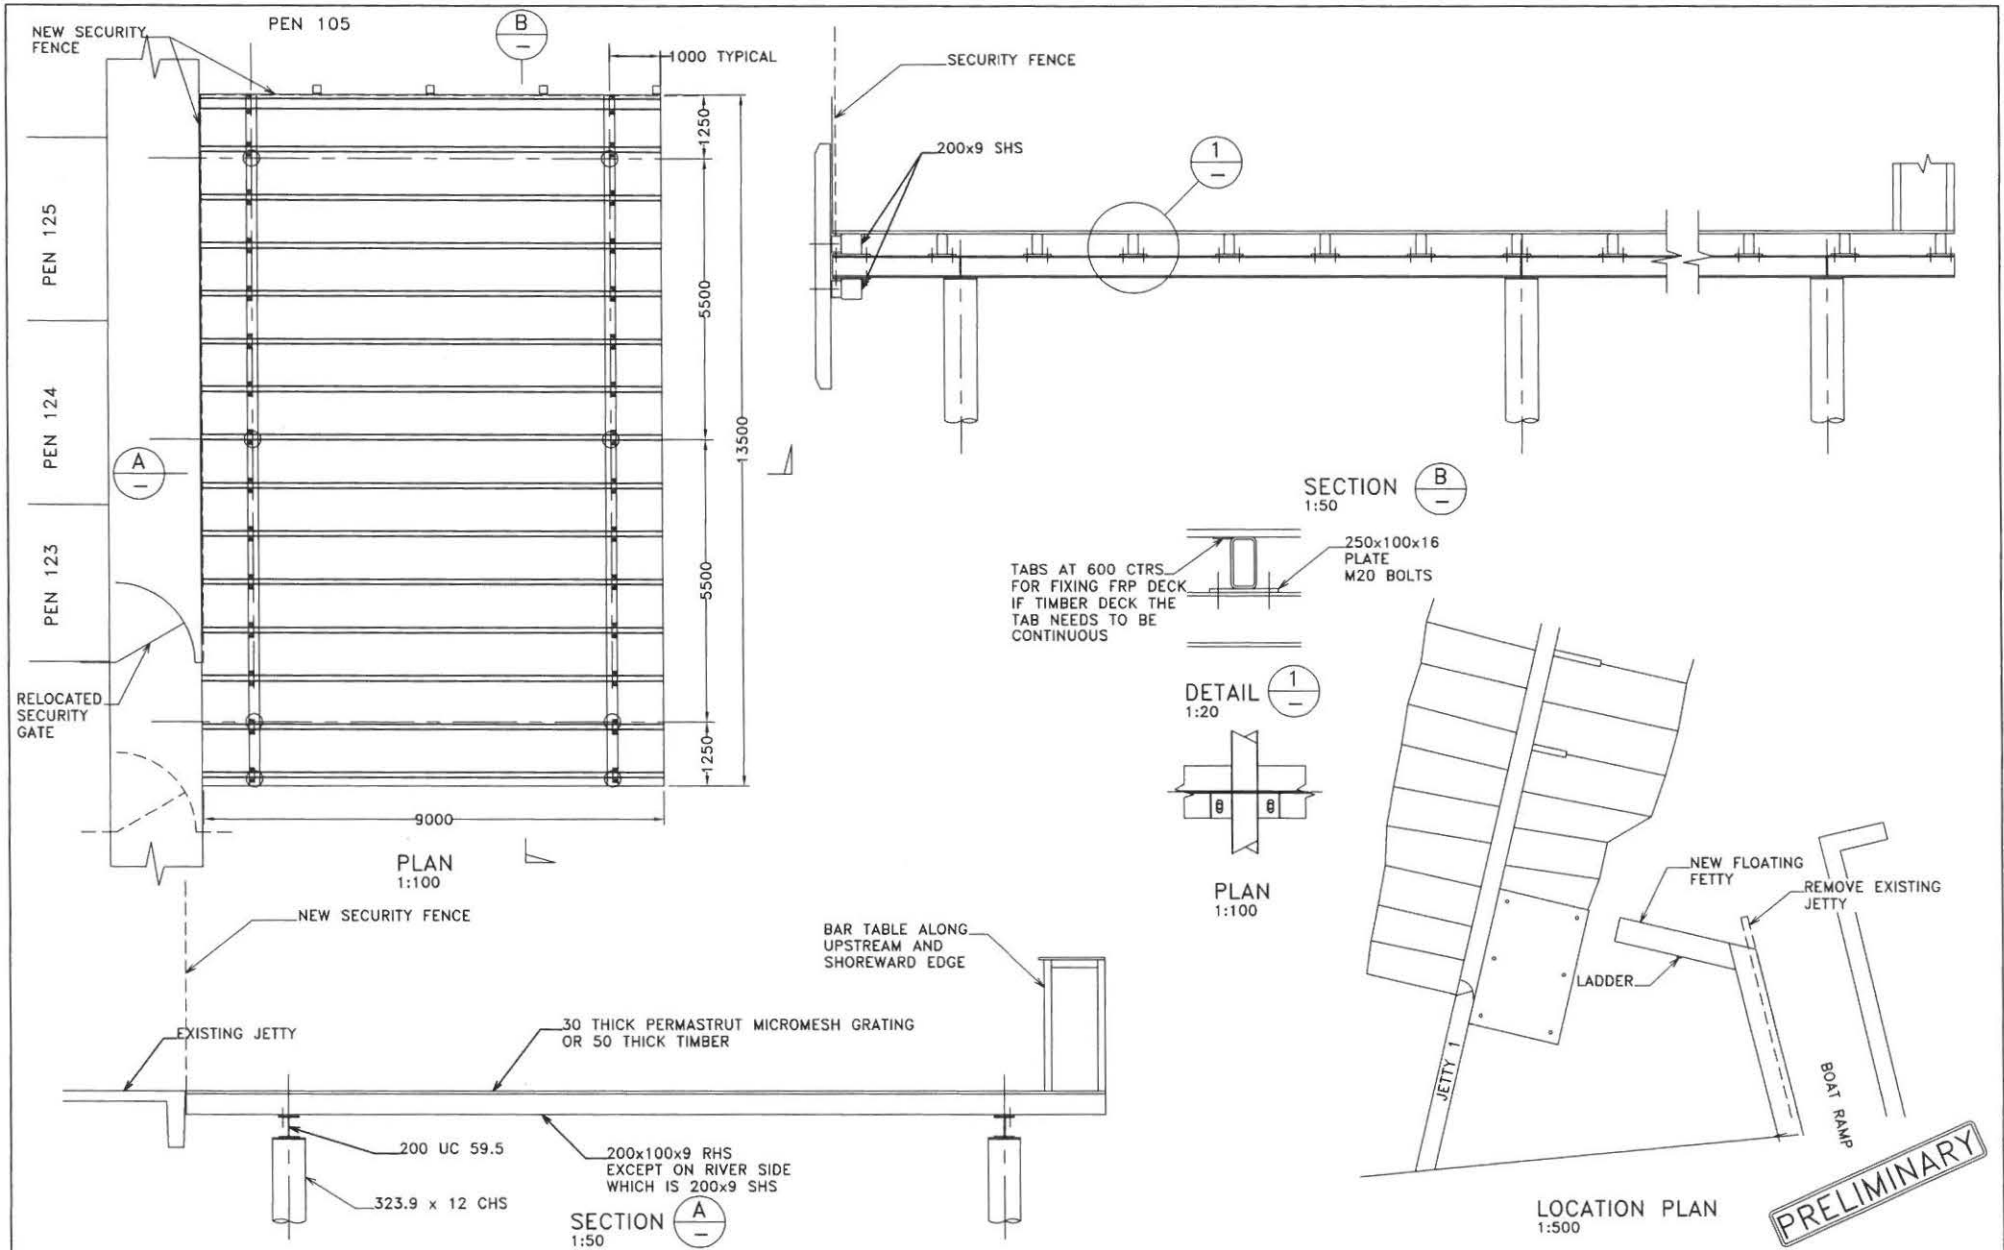 PEN 105
NEW SECURITY
FENCE
B
–
1000 TYPICAL
1250
5500
5500
1250
13500
9000
PEN 125
PEN 124
PEN 123
A
–
RELOCATED
SECURITY
GATE
PLAN
1:100
SECURITY FENCE
200x9 SHS
1
–
SECTION
B
–
1:50
TABS AT 600 CTRS
FOR FIXING FRP DECK
IF TIMBER DECK THE
TAB NEEDS TO BE
CONTINUOUS
250x100x16
PLATE
M20 BOLTS
DETAIL
1
–
1:20
PLAN
1:100
NEW SECURITY FENCE
BAR TABLE ALONG
UPSTREAM AND
SHOREWARD EDGE
EXISTING JETTY
30 THICK PERMASTRUT MICROMESH GRATING
OR 50 THICK TIMBER
200 UC 59.5
323.9 x 12 CHS
200x100x9 RHS
EXCEPT ON RIVER SIDE
WHICH IS 200x9 SHS
SECTION
A
–
1:50
NEW FLOATING
FETTY
REMOVE EXISTING
JETTY
LADDER
JETTY 1
BOAT RAMP
LOCATION PLAN
1:500
PRELIMINARY